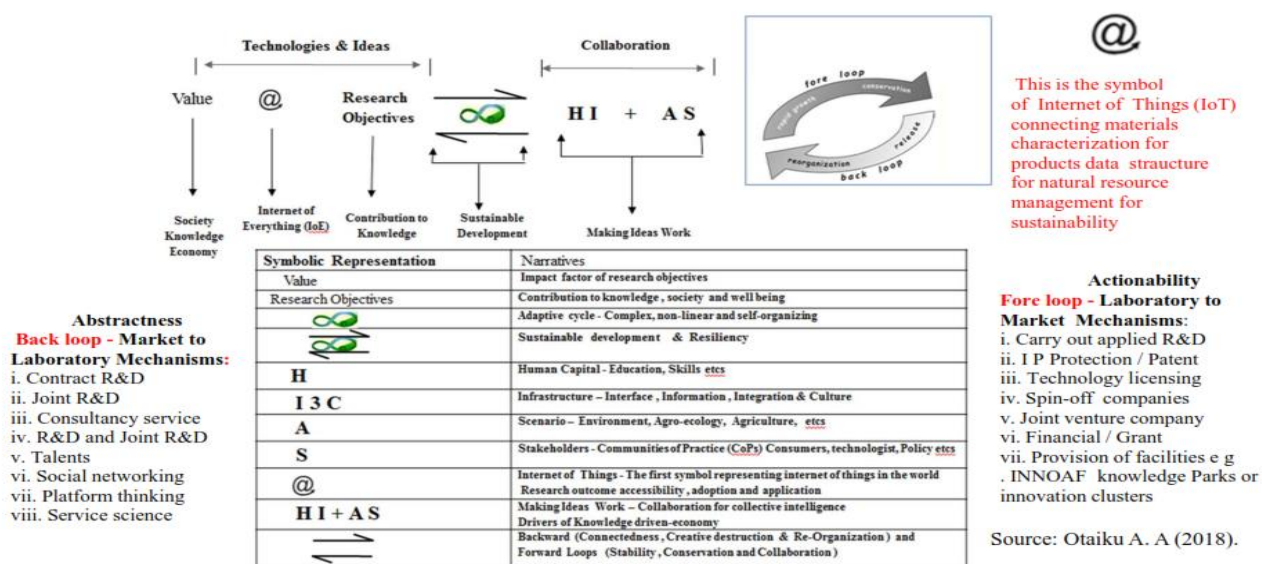 Technologies & Ideas
Collaboration
Value
@
Research
Objectives
H I + A S
Society
Knowledge
Economy
Internet of
Everything (IoE)
Contribution to
Knowledge
Sustainable
Development
Making Ideas Work
fore loop
rapid growth
conservation
release
reorganization
back loop
@
This is the symbol
of Internet of Things (IoT)
connecting materials
characterization for
products data straucture
for natural resource
management for
sustainability
Symbolic Representation Narratives
Value Impact factor of research objectives
Research Objectives Contribution to knowledge , society and well being
Adaptive cycle - Complex, non-linear and self-organizing
Sustainable development & Resiliency
H Human Capital - Education, Skills etcs
I 3 C Infrastructure – Interface , Information , Integration & Culture
A Scenario – Environment, Agro-ecology, Agriculture, etcs
S Stakeholders - Communities of Practice (CoPs) Consumers, technologist, Policy etcs
@ Internet of Things - The first symbol representing internet of things in the world
Research outcome accessibility , adoption and application
H I + A S Making Ideas Work – Collaboration for collective intelligence
Drivers of Knowledge driven-economy
Backward (Connectedness , Creative destruction & Re-Organization ) and
Forward Loops (Stability , Conservation and Collaboration )
Abstractness
Back loop - Market to
Laboratory Mechanisms:
i. Contract R&D
ii. Joint R&D
iii. Consultancy service
iv. R&D and Joint R&D
v. Talents
vi. Social networking
vii. Platform thinking
viii. Service science
Actionability
Fore loop - Laboratory to
Market Mechanisms:
i. Carry out applied R&D
ii. I P Protection / Patent
iii. Technology licensing
iv. Spin-off companies
v. Joint venture company
vi. Financial / Grant
vii. Provision of facilities e g
. INNOAF knowledge Parks or
innovation clusters
Source: Otaiku A. A (2018).